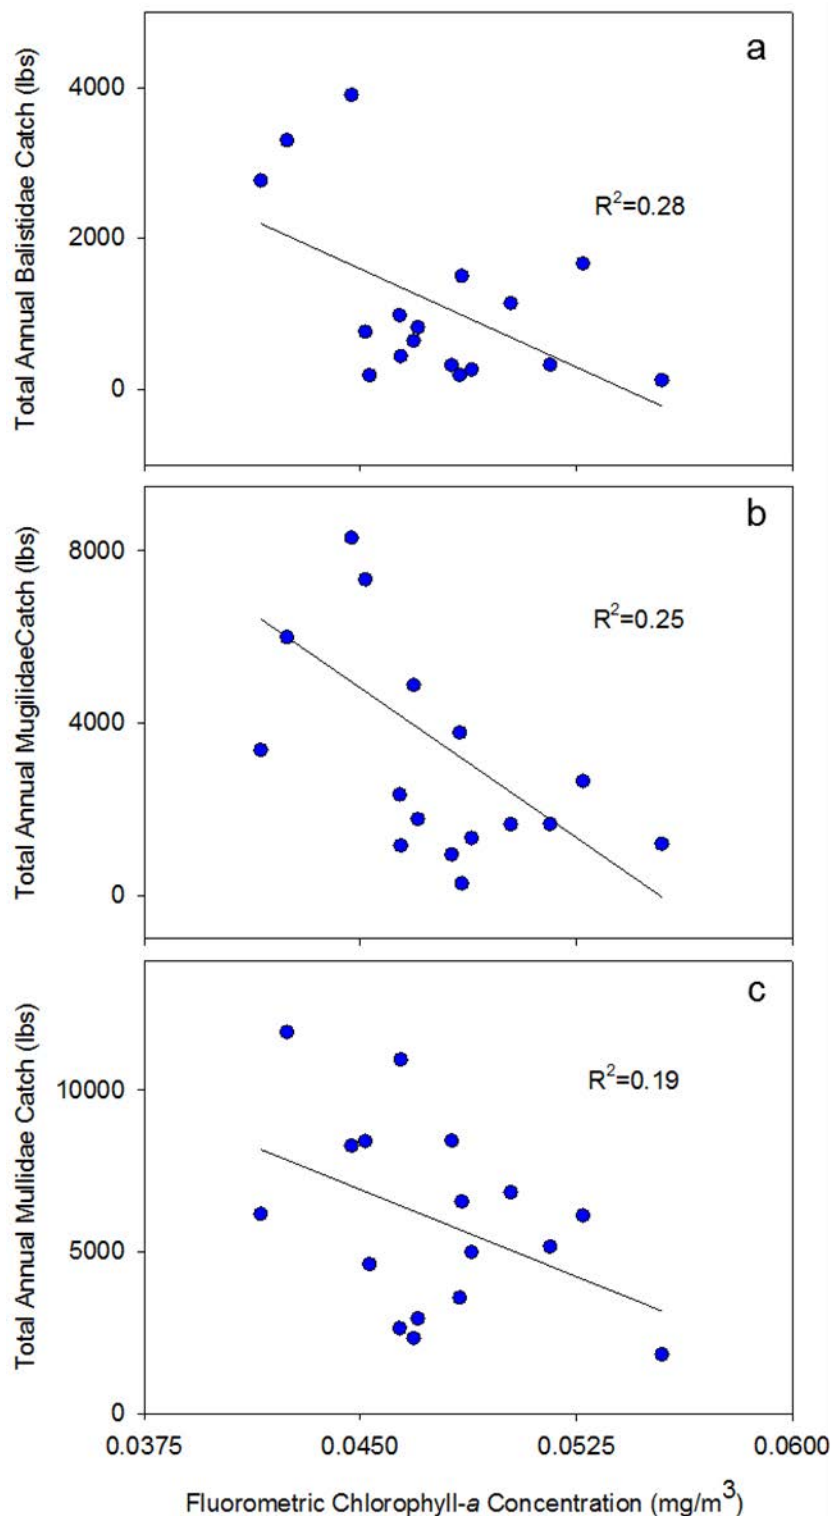 a
Total Annual Balistidae Catch (lbs)
4000
2000
0
R²=0.28
b
Total Annual MugilidaeCatch (lbs)
8000
4000
0
R²=0.25
c
Total Annual Mullidae Catch (lbs)
10000
5000
0
R²=0.19
0.0375 0.0450 0.0525 0.0600
Fluorometric Chlorophyll-a Concentration (mg/m³)